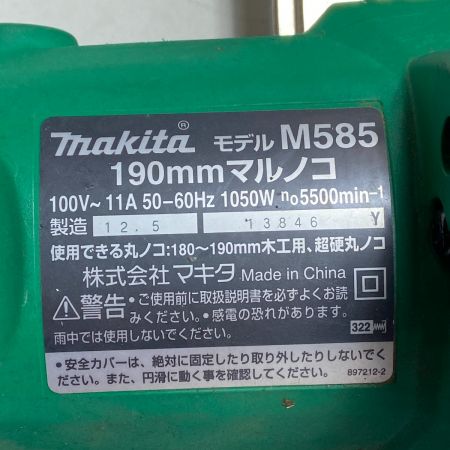 makita® モデル M585
190mmマルノコ
100V～ 11A 50-60Hz 1050W n₀5500min-1
製造 12.5 13846 Y
使用できる丸ノコ:180～190mm木工用、超硬丸ノコ
株式会社 マキタ Made in China
警告 •ご使用前に取扱説明書を必ずよくお読
みください。•感電の恐れがあります。
雨中では使用しないでください。
322
•安全カバーは、絶対に固定したり取り外したりしないでく
ださい。また、円滑に動く事を確認してください。
897212-2